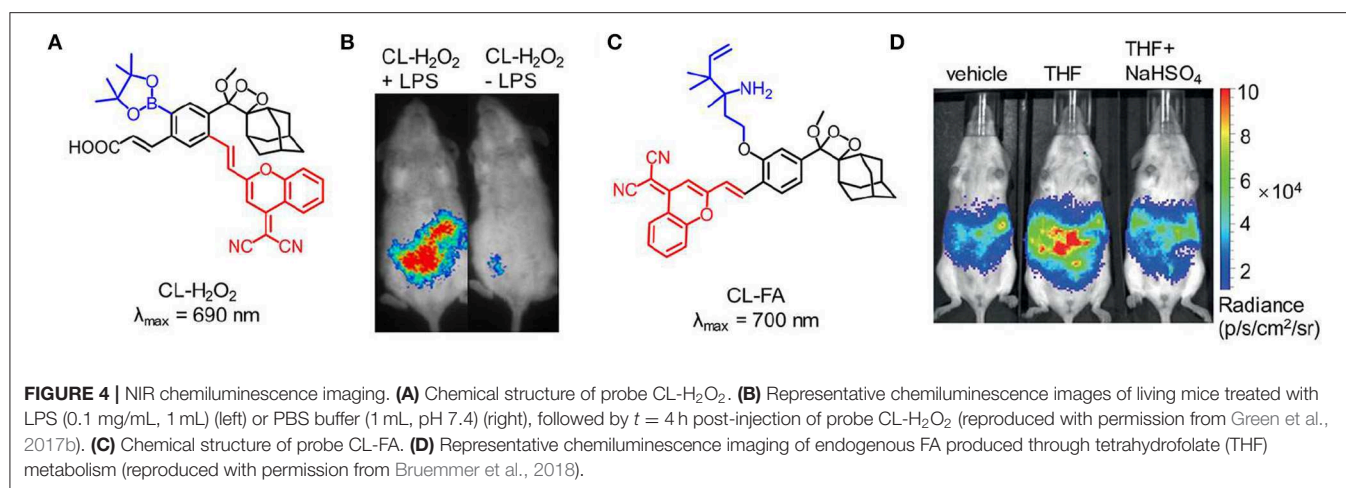 A
B
C
D
CL-H₂O₂ + LPS
CL-H₂O₂ - LPS
vehicle
THF
THF+ NaHSO₄
O
O
B
O
O
O
HOOC
O
CN
CN
CL-H₂O₂
λmax = 690 nm
NH₂
O
O
O
O
CN
CN
O
CL-FA
λmax = 700 nm
10
8
6
×10⁴
4
2
Radiance
(p/s/cm²/sr)
FIGURE 4 | NIR chemiluminescence imaging. (A) Chemical structure of probe CL-H₂O₂. (B) Representative chemiluminescence images of living mice treated with
LPS (0.1 mg/mL, 1 mL) (left) or PBS buffer (1 mL, pH 7.4) (right), followed by t = 4 h post-injection of probe CL-H₂O₂ (reproduced with permission from Green et al.,
2017b). (C) Chemical structure of probe CL-FA. (D) Representative chemiluminescence imaging of endogenous FA produced through tetrahydrofolate (THF)
metabolism (reproduced with permission from Bruemmer et al., 2018).